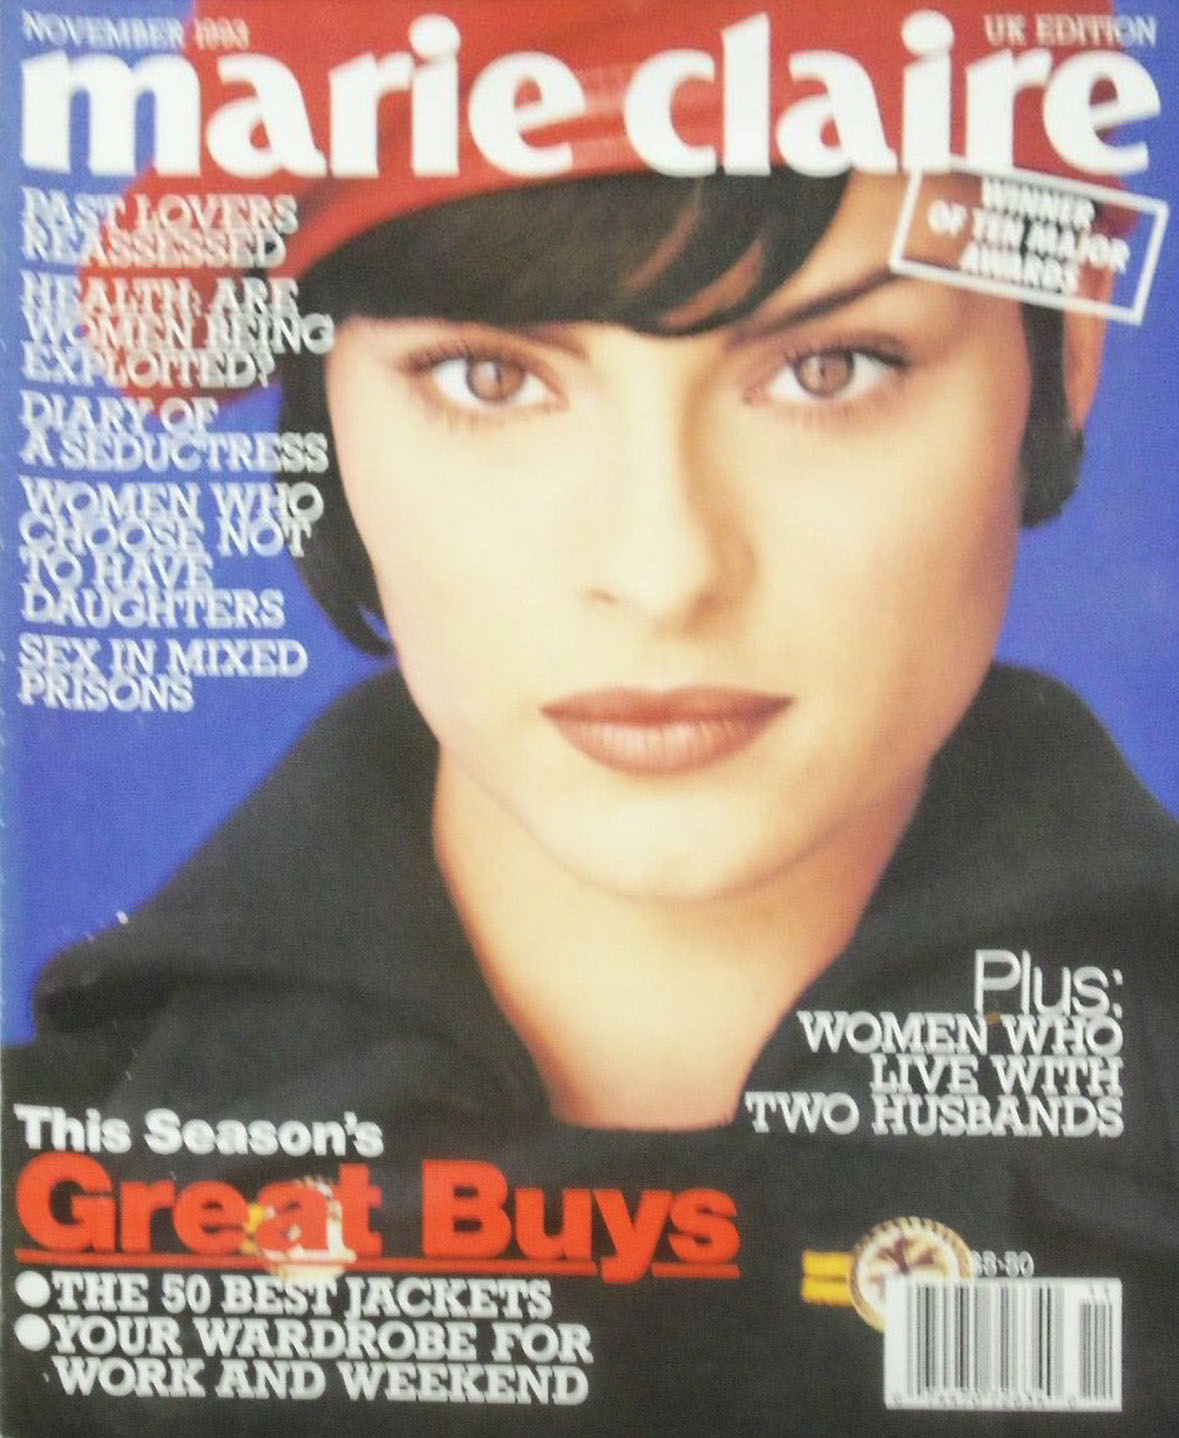 NOVEMBER 1993
UK EDITION
marie claire
WINNER
OF TEN MAJOR
AWARDS
PAST LOVERS
REASSESSED
HEALTH: ARE
WOMEN BEING
EXPLOITED?
DIARY OF
A SEDUCTRESS
WOMEN WHO
CHOOSE NOT
TO HAVE
DAUGHTERS
SEX IN MIXED
PRISONS
Plus:
WOMEN WHO
LIVE WITH
TWO HUSBANDS
This Season's
Great Buys
●THE 50 BEST JACKETS
●YOUR WARDROBE FOR
WORK AND WEEKEND